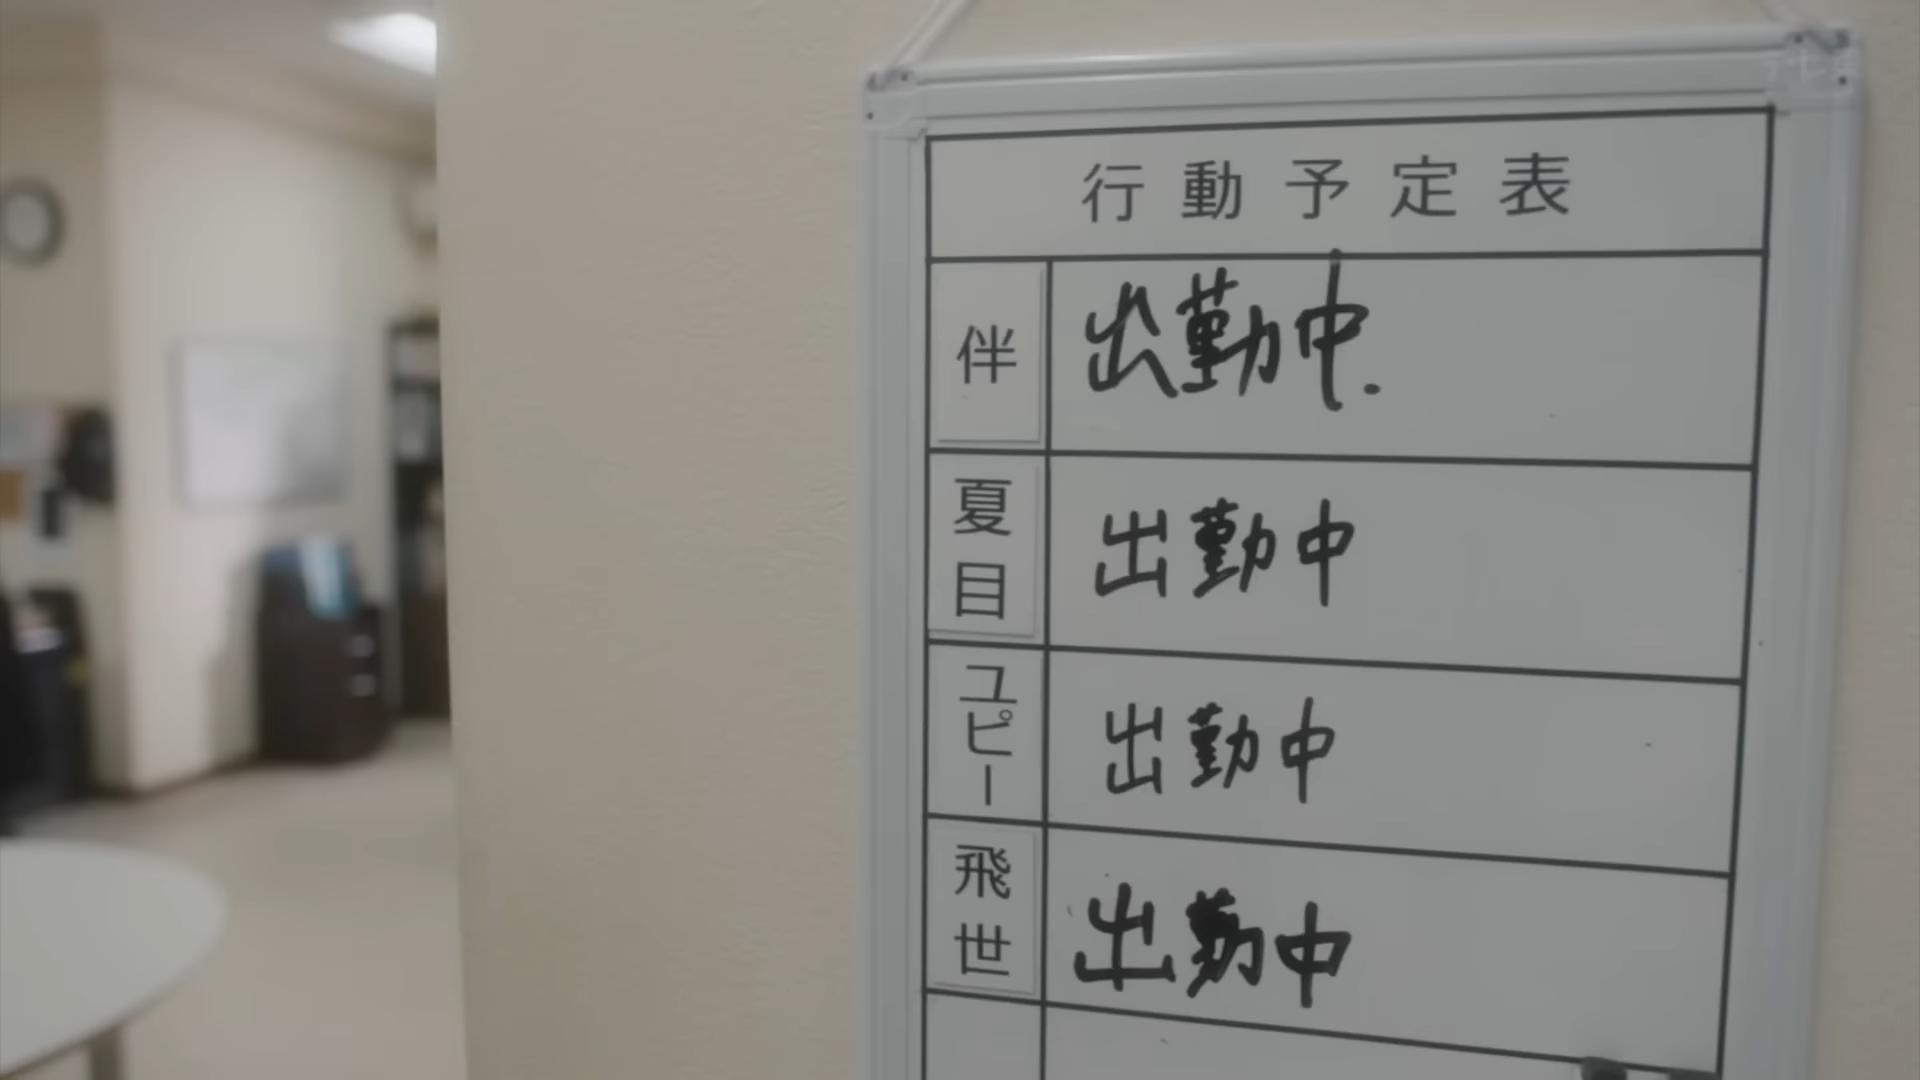 行動予定表
伴 出勤中.
夏目 出勤中
ユピー 出勤中
飛世 出勤中